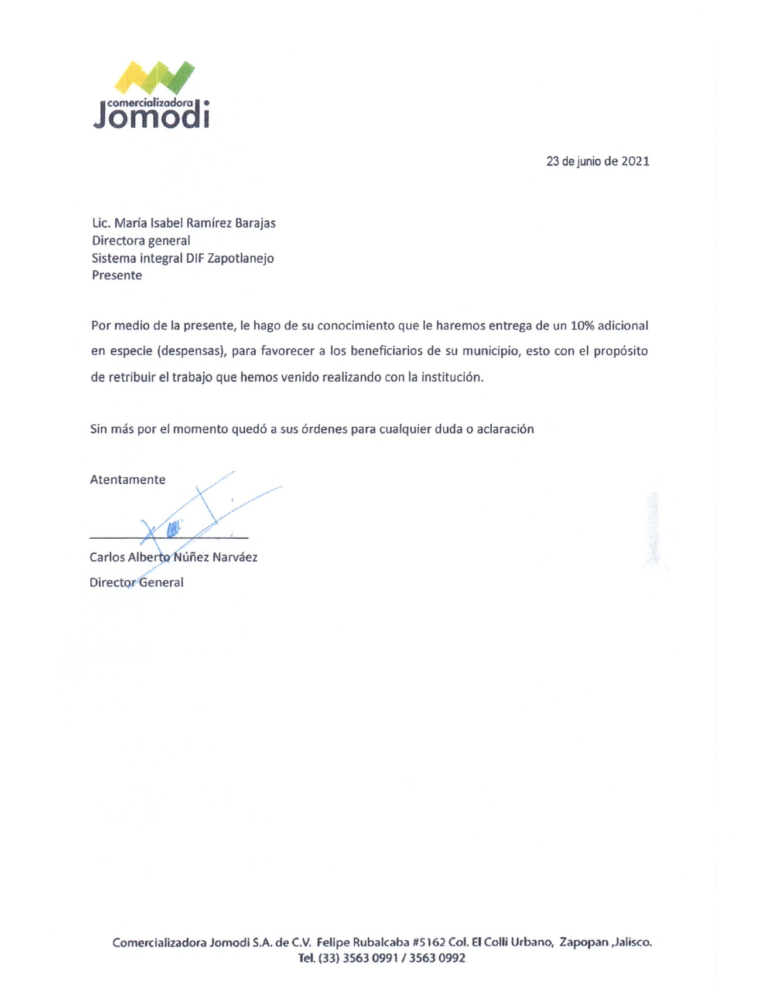 comercializadora
Jomodi
23 de junio de 2021
Lic. María Isabel Ramírez Barajas
Directora general
Sistema integral DIF Zapotlanejo
Presente
Por medio de la presente, le hago de su conocimiento que le haremos entrega de un 10% adicional
en especie (despensas), para favorecer a los beneficiarios de su municipio, esto con el propósito
de retribuir el trabajo que hemos venido realizando con la institución.
Sin más por el momento quedó a sus órdenes para cualquier duda o aclaración
Atentamente
Carlos Alberto Núñez Narváez
Director General
Comercializadora Jomodi S.A. de C.V. Felipe Rubalcaba #5162 Col. El Colli Urbano, Zapopan ,Jalisco.
Tel. (33) 3563 0991 / 3563 0992